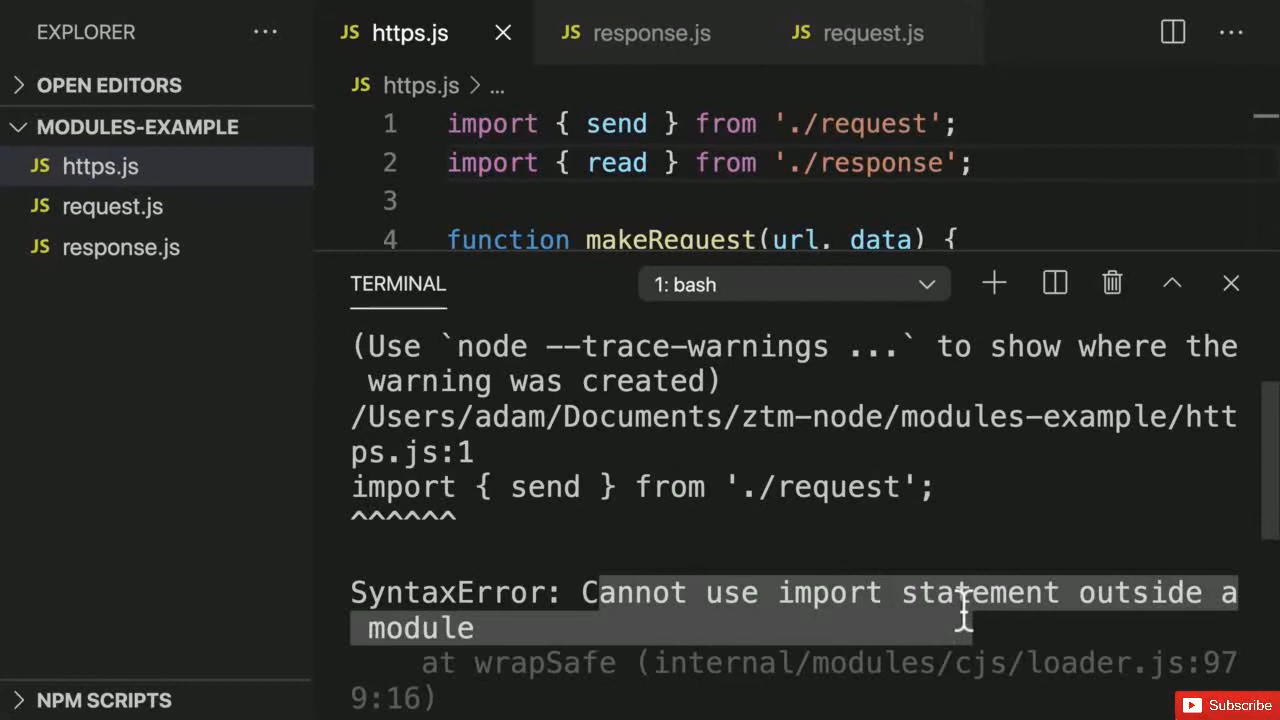 EXPLORER
OPEN EDITORS
MODULES-EXAMPLE
JS https.js
JS request.js
JS response.js
NPM SCRIPTS
JS https.js
JS response.js
JS request.js
JS https.js > ...
1 import { send } from './request';
2 import { read } from './response';
3
4 function makeRequest(url, data) {
TERMINAL
1: bash
(Use `node --trace-warnings ...` to show where the
warning was created)
/Users/adam/Documents/ztm-node/modules-example/htt
ps.js:1
import { send } from './request';
^^^^^^
SyntaxError: Cannot use import statement outside a
module
at wrapSafe (internal/modules/cjs/loader.js:97
9:16)
Subscribe